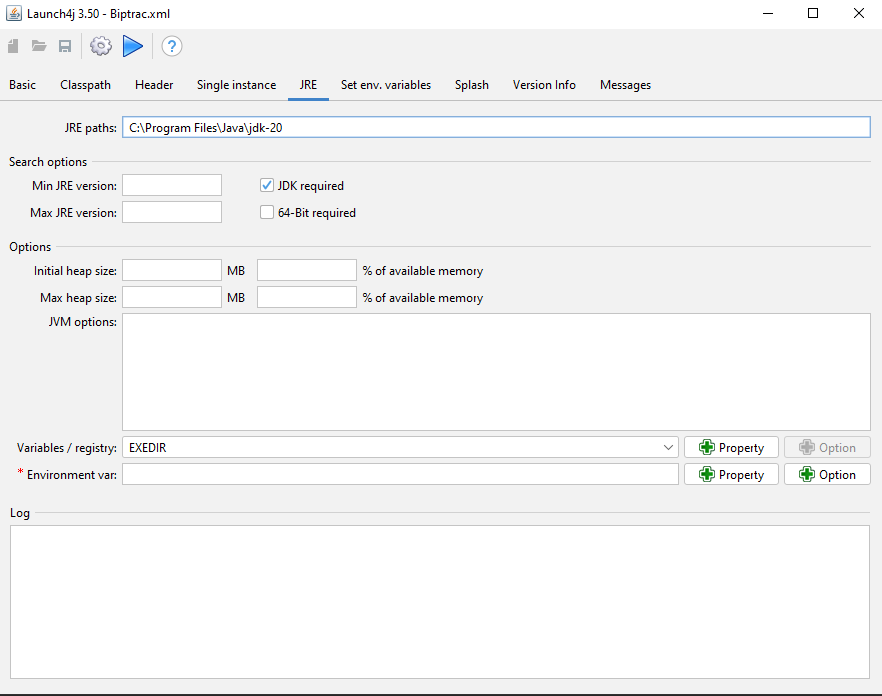 Launch4j 3.50 - Biptrac.xml
?
Basic Classpath Header Single instance JRE Set env. variables Splash Version Info Messages
JRE paths: C:\Program Files\Java\jdk-20
Search options
Min JRE version: JDK required
Max JRE version: 64-Bit required
Options
Initial heap size: MB % of available memory
Max heap size: MB % of available memory
JVM options:
Variables / registry: EXEDIR Property Option
* Environment var: Property Option
Log